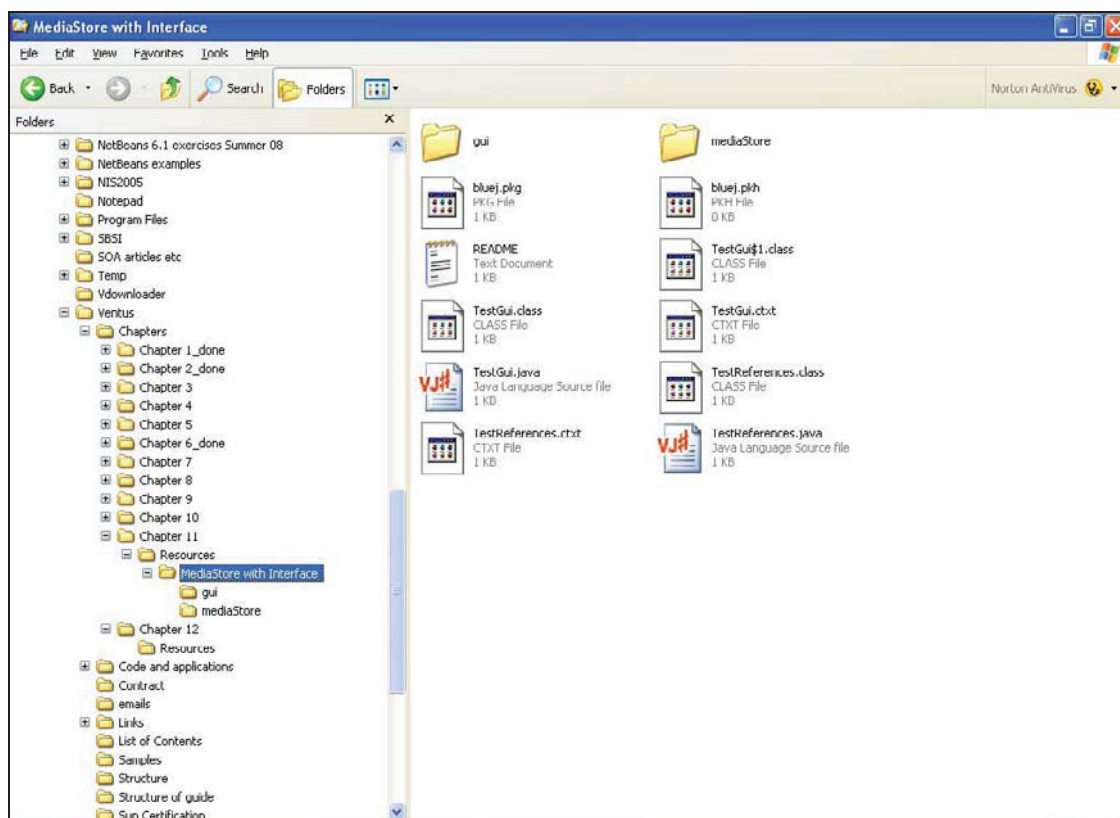 MediaStore with Interface
File Edit View Favorites Tools Help
Back Search Folders Norton AntiVirus
Folders
NetBeans 6.1 exercises Summer 08
NetBeans examples
NIS2005
Notepad
Program Files
SBSI
SOA articles etc
Temp
Vdownloader
Ventus
Chapters
Chapter 1_done
Chapter 2_done
Chapter 3
Chapter 4
Chapter 5
Chapter 6_done
Chapter 7
Chapter 8
Chapter 9
Chapter 10
Chapter 11
Resources
MediaStore with Interface
gui
mediaStore
Chapter 12
Resources
Code and applications
Contract
emails
Links
List of Contents
Samples
Structure
Structure of guide
Sun Certification
gui
mediaStore
bluej.pkg
PKG File
1 KB
bluej.pkh
PKH File
0 KB
README
Text Document
1 KB
TestGui$1.class
CLASS File
1 KB
TestGui.class
CLASS File
1 KB
TestGui.ctxt
CTXT File
1 KB
VJ#
TestGui.java
Java Language Source file
1 KB
TestReferences.class
CLASS File
1 KB
TestReferences.ctxt
CTXT File
1 KB
VJ#
TestReferences.java
Java Language Source file
1 KB